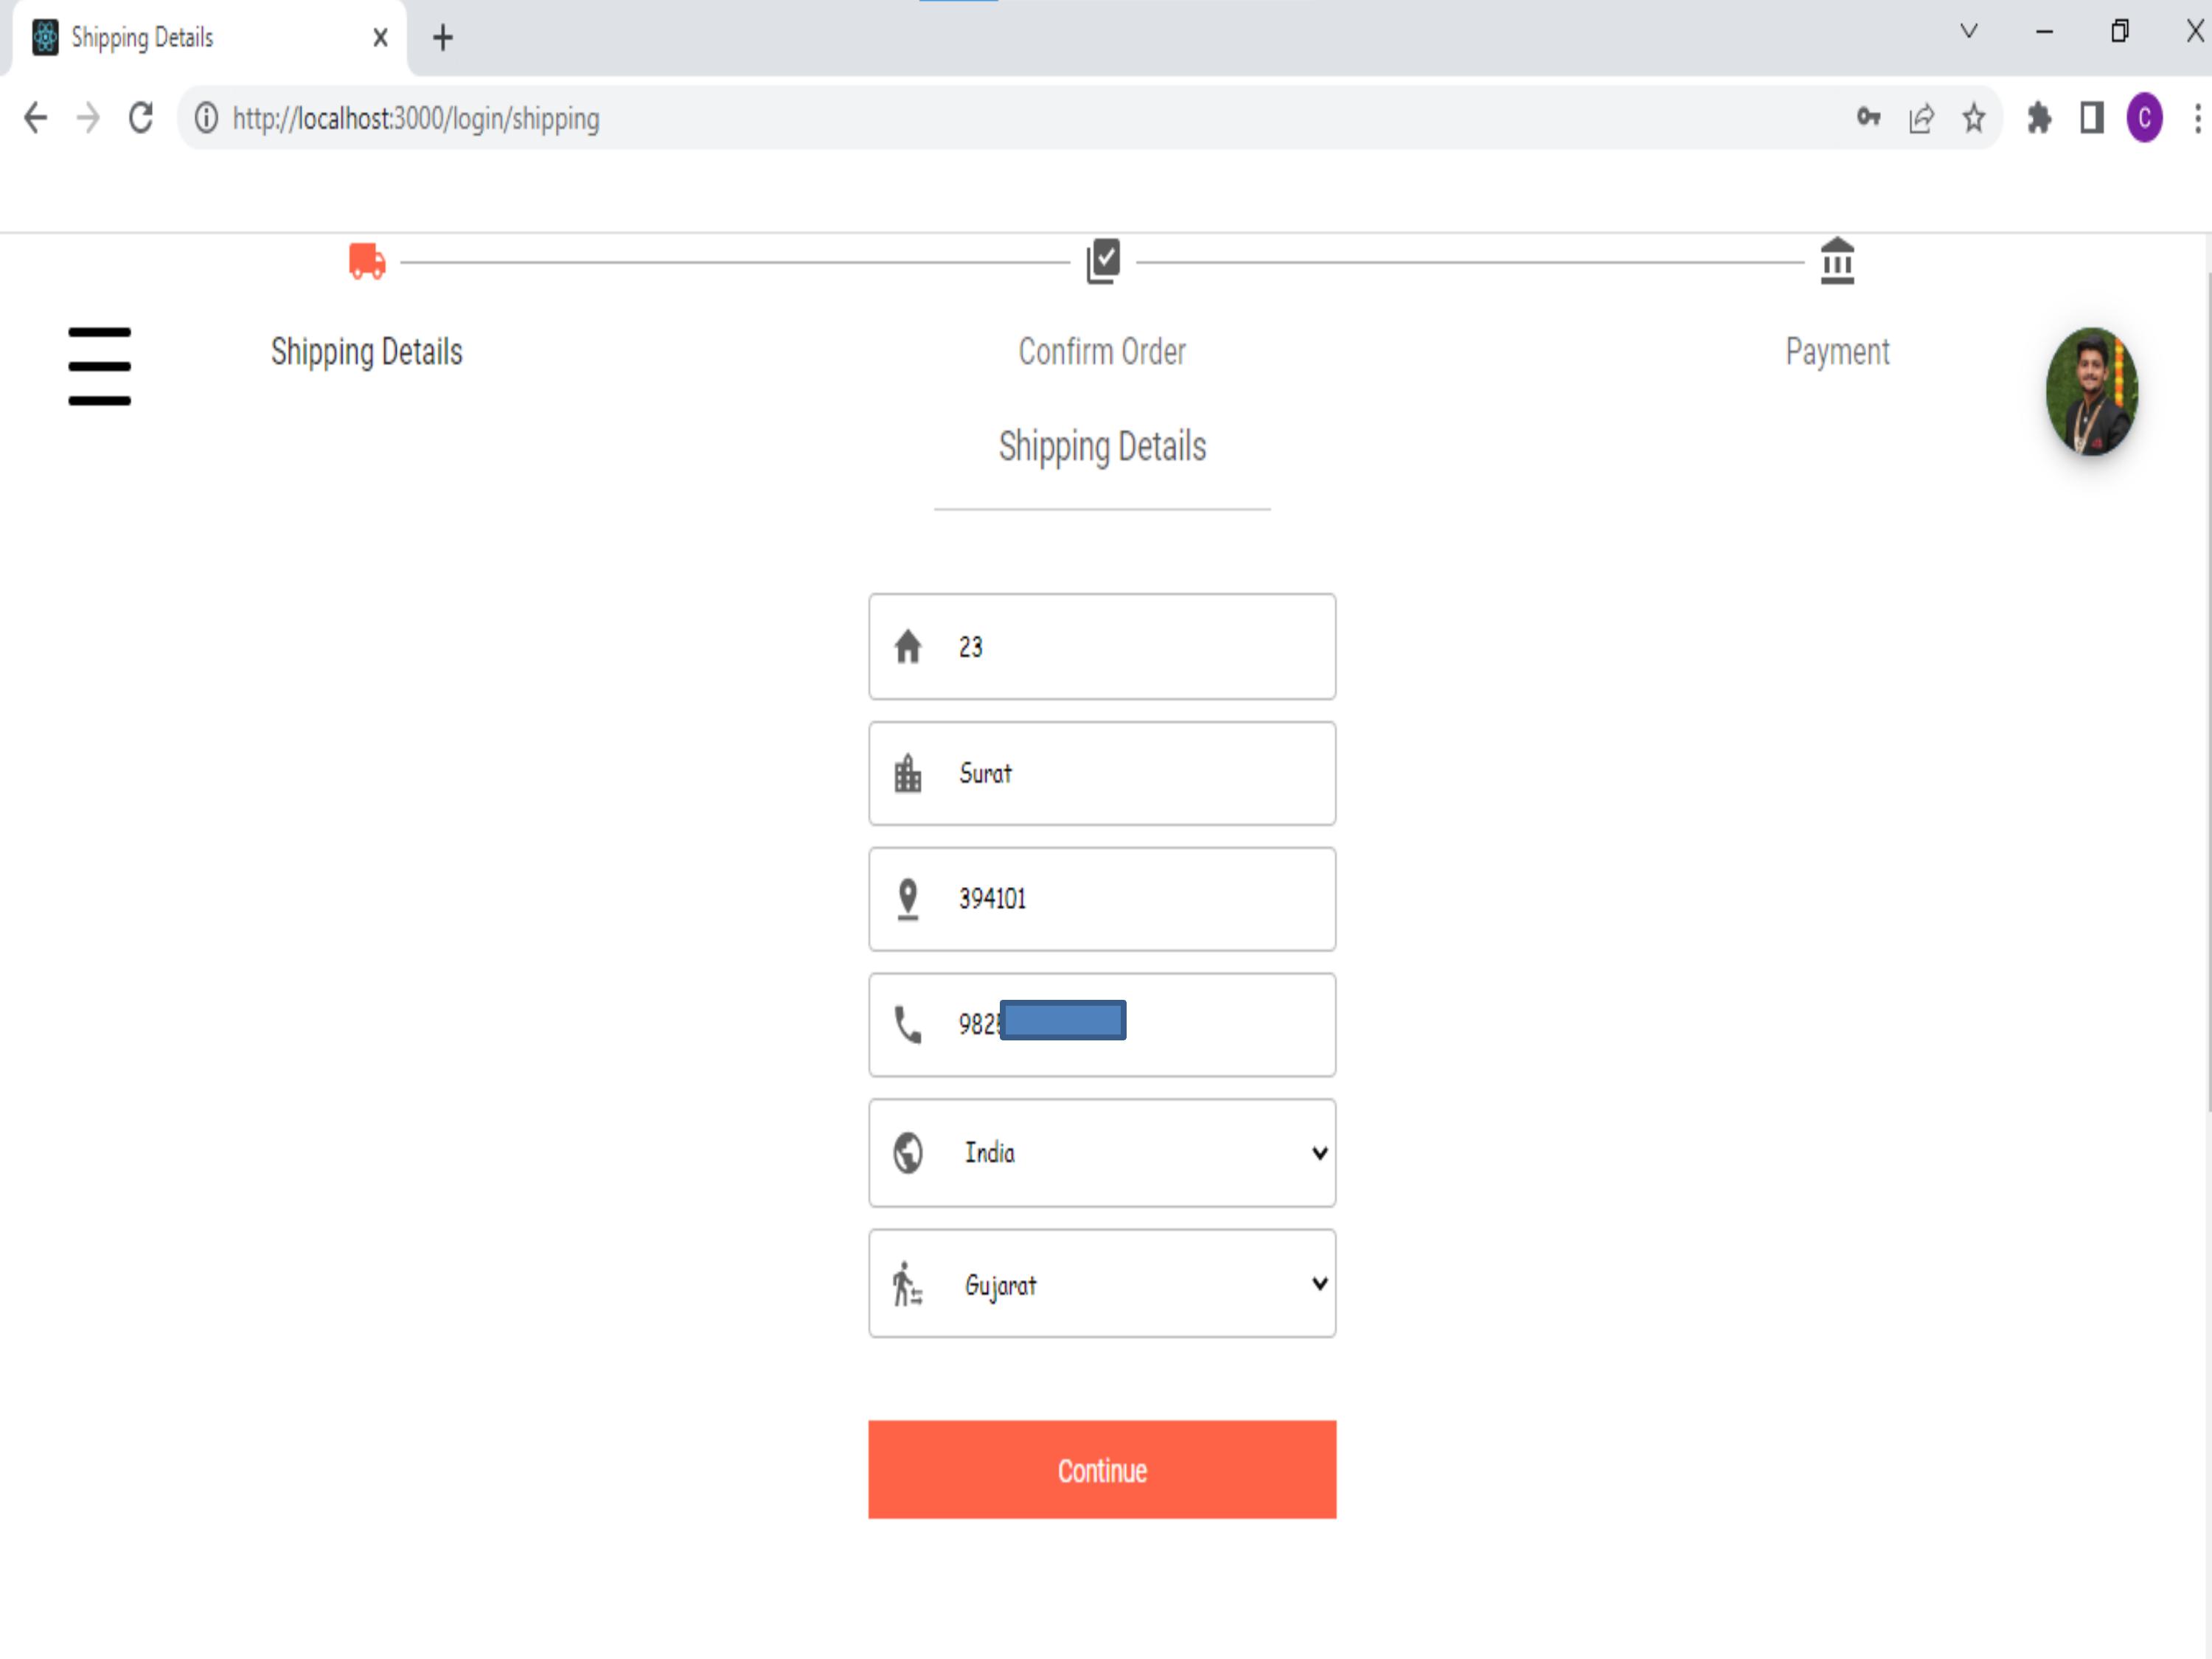 Shipping Details
http://localhost:3000/login/shipping
C
Shipping Details
Confirm Order
Payment
Shipping Details
23
Surat
394101
982
India
Gujarat
Continue